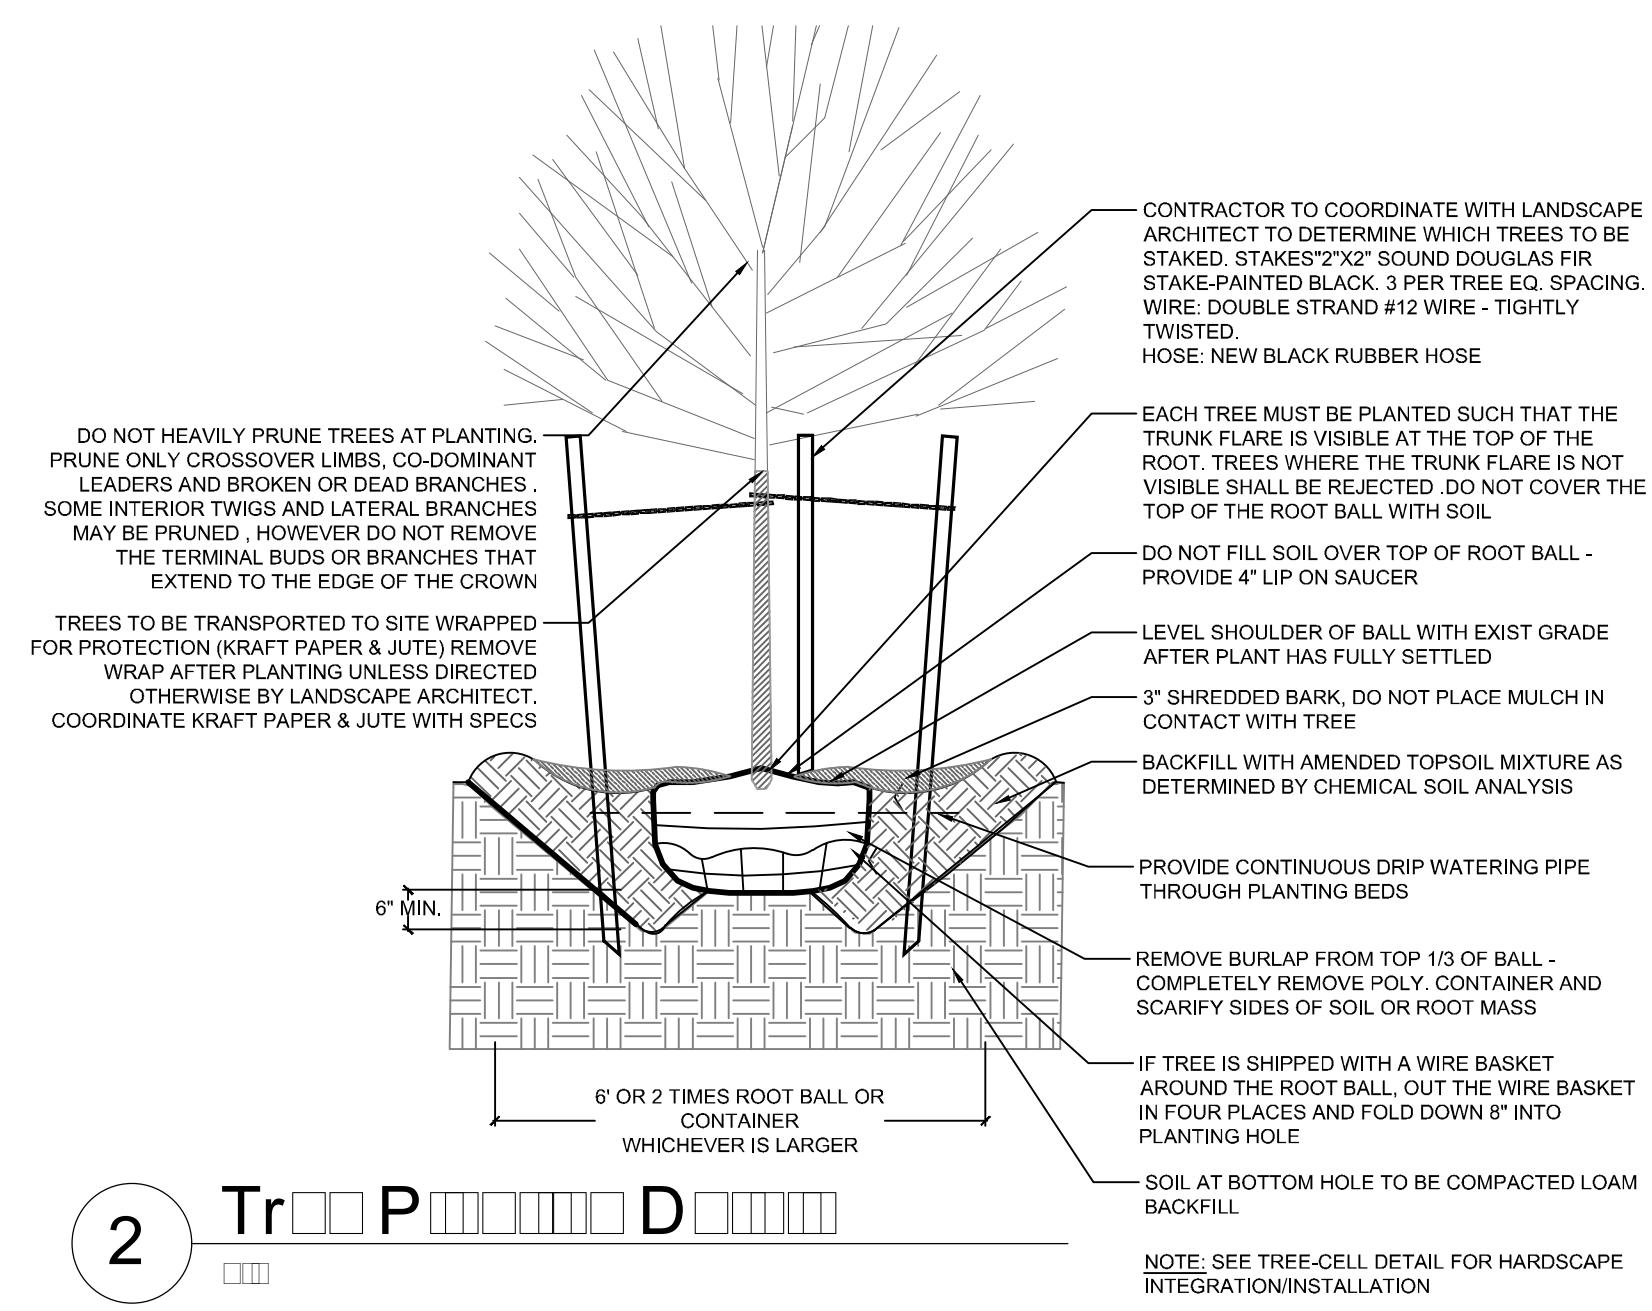 CONTRACTOR TO COORDINATE WITH LANDSCAPE
ARCHITECT TO DETERMINE WHICH TREES TO BE
STAKED. STAKES"2"X2" SOUND DOUGLAS FIR
STAKE-PAINTED BLACK. 3 PER TREE EQ. SPACING.
WIRE: DOUBLE STRAND #12 WIRE - TIGHTLY
TWISTED.
HOSE: NEW BLACK RUBBER HOSE
DO NOT HEAVILY PRUNE TREES AT PLANTING.
PRUNE ONLY CROSSOVER LIMBS, CO-DOMINANT
LEADERS AND BROKEN OR DEAD BRANCHES .
SOME INTERIOR TWIGS AND LATERAL BRANCHES
MAY BE PRUNED , HOWEVER DO NOT REMOVE
THE TERMINAL BUDS OR BRANCHES THAT
EXTEND TO THE EDGE OF THE CROWN
TREES TO BE TRANSPORTED TO SITE WRAPPED
FOR PROTECTION (KRAFT PAPER & JUTE) REMOVE
WRAP AFTER PLANTING UNLESS DIRECTED
OTHERWISE BY LANDSCAPE ARCHITECT.
COORDINATE KRAFT PAPER & JUTE WITH SPECS
EACH TREE MUST BE PLANTED SUCH THAT THE
TRUNK FLARE IS VISIBLE AT THE TOP OF THE
ROOT. TREES WHERE THE TRUNK FLARE IS NOT
VISIBLE SHALL BE REJECTED .DO NOT COVER THE
TOP OF THE ROOT BALL WITH SOIL
DO NOT FILL SOIL OVER TOP OF ROOT BALL -
PROVIDE 4" LIP ON SAUCER
LEVEL SHOULDER OF BALL WITH EXIST GRADE
AFTER PLANT HAS FULLY SETTLED
3" SHREDDED BARK, DO NOT PLACE MULCH IN
CONTACT WITH TREE
BACKFILL WITH AMENDED TOPSOIL MIXTURE AS
DETERMINED BY CHEMICAL SOIL ANALYSIS
PROVIDE CONTINUOUS DRIP WATERING PIPE
THROUGH PLANTING BEDS
6" MIN.
REMOVE BURLAP FROM TOP 1/3 OF BALL -
COMPLETELY REMOVE POLY. CONTAINER AND
SCARIFY SIDES OF SOIL OR ROOT MASS
IF TREE IS SHIPPED WITH A WIRE BASKET
AROUND THE ROOT BALL, OUT THE WIRE BASKET
IN FOUR PLACES AND FOLD DOWN 8" INTO
PLANTING HOLE
6' OR 2 TIMES ROOT BALL OR
CONTAINER
WHICHEVER IS LARGER
SOIL AT BOTTOM HOLE TO BE COMPACTED LOAM
BACKFILL
NOTE: SEE TREE-CELL DETAIL FOR HARDSCAPE
INTEGRATION/INSTALLATION
2